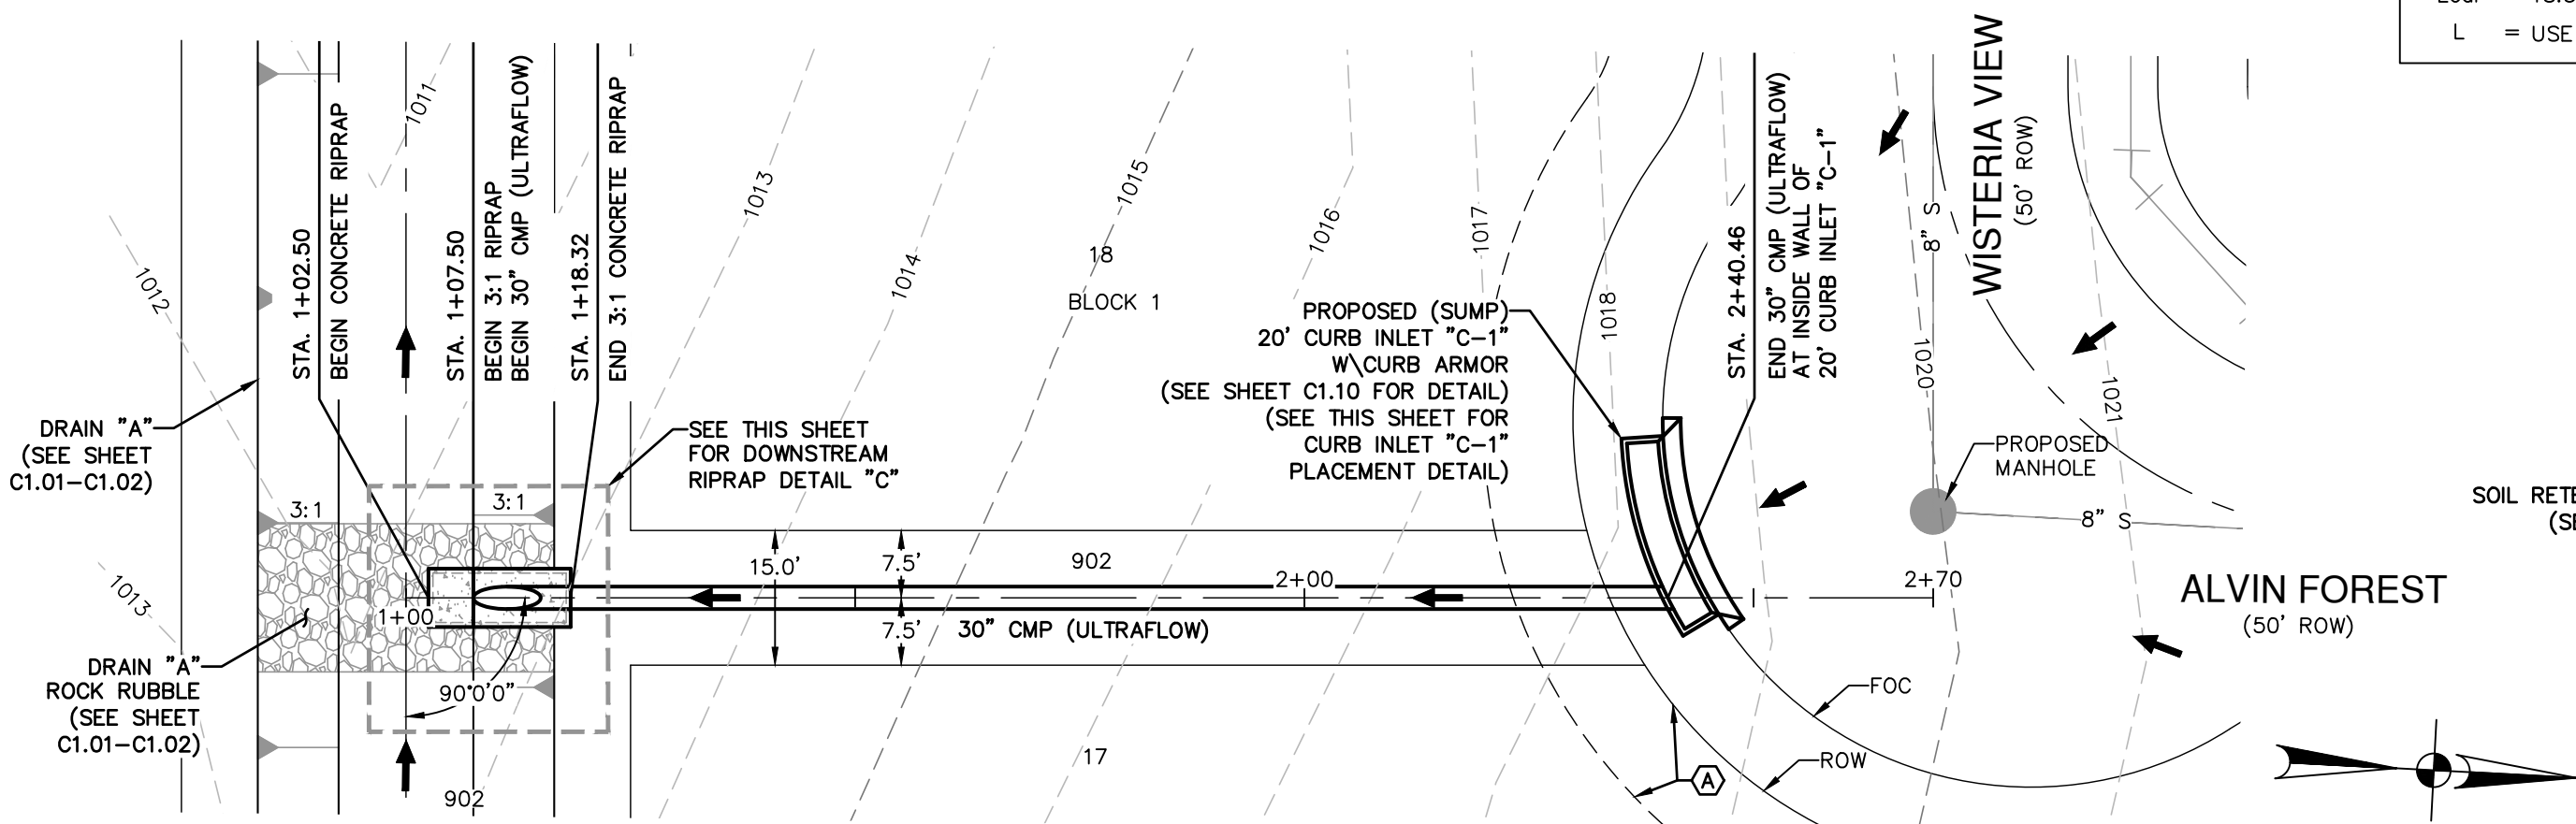 L = USE
STA. 1+02.50
BEGIN CONCRETE RIPRAP
STA. 1+07.50
BEGIN 3:1 RIPRAP
BEGIN 30" CMP (ULTRAFLOW)
STA. 1+18.32
END 3:1 CONCRETE RIPRAP
1011
1012
1013
1013
1014
1015
1016
1017
1018
1020
1021
18
BLOCK 1
DRAIN "A"
(SEE SHEET
C1.01-C1.02)
DRAIN "A"
ROCK RUBBLE
(SEE SHEET
C1.01-C1.02)
3:1
3:1
1+00
90°0'0"
902
SEE THIS SHEET
FOR DOWNSTREAM
RIPRAP DETAIL "C"
15.0'
7.5'
7.5'
902
30" CMP (ULTRAFLOW)
17
2+00
PROPOSED (SUMP)
20' CURB INLET "C-1"
W\CURB ARMOR
(SEE SHEET C1.10 FOR DETAIL)
(SEE THIS SHEET FOR
CURB INLET "C-1"
PLACEMENT DETAIL)
STA. 2+40.46
END 30" CMP (ULTRAFLOW)
AT INSIDE WALL OF
20' CURB INLET "C-1"
8" S
WISTERIA VIEW
(50' ROW)
PROPOSED
MANHOLE
8" S
2+70
ALVIN FOREST
(50' ROW)
FOC
ROW
A
SOIL